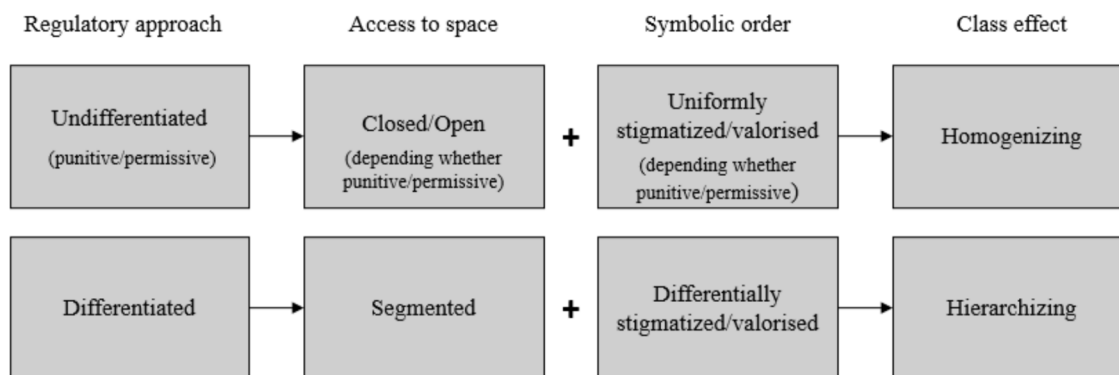 Regulatory approach
Access to space
Symbolic order
Class effect
Undifferentiated
(punitive/permissive)
Closed/Open
(depending whether
punitive/permissive)
+
Uniformly
stigmatized/valorised
(depending whether
punitive/permissive)
Homogenizing
Differentiated
Segmented
+
Differentially
stigmatized/valorised
Hierarchizing